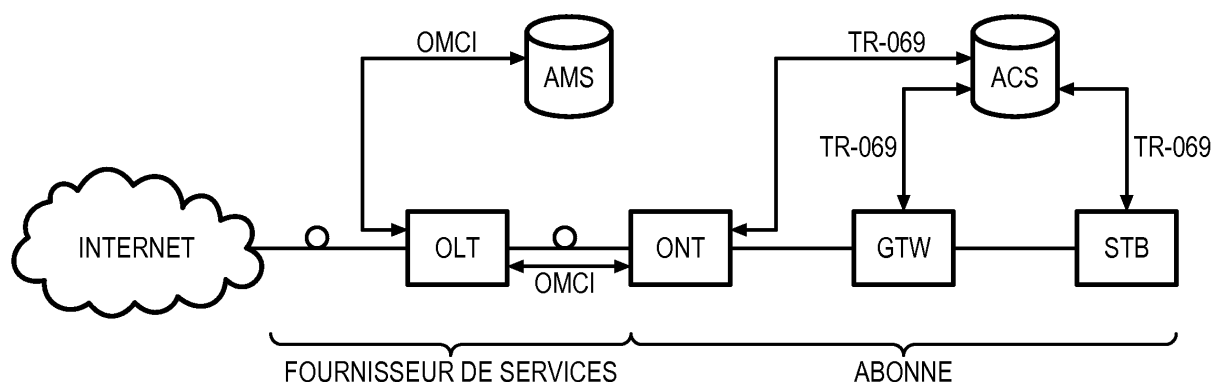 OMCI
AMS
TR-069
ACS
TR-069
TR-069
INTERNET
OLT
OMCI
ONT
GTW
STB
FOURNISSEUR DE SERVICES
ABONNE